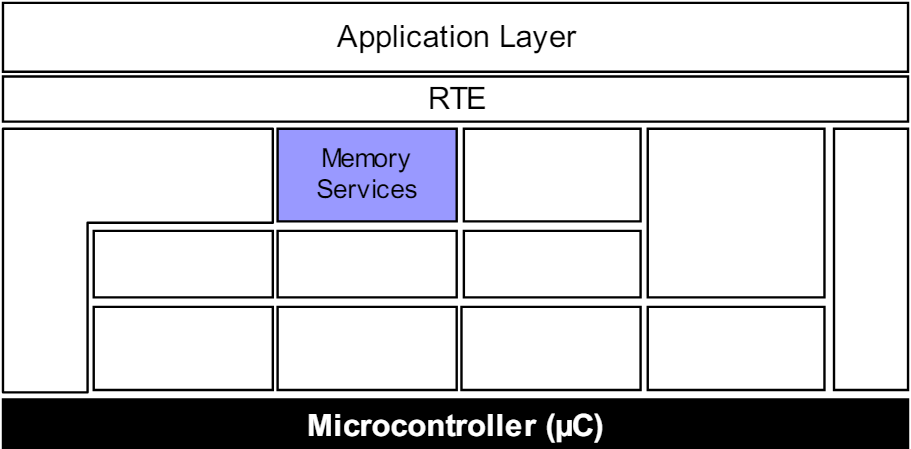 Application Layer
RTE
Memory
Services
Microcontroller (µC)